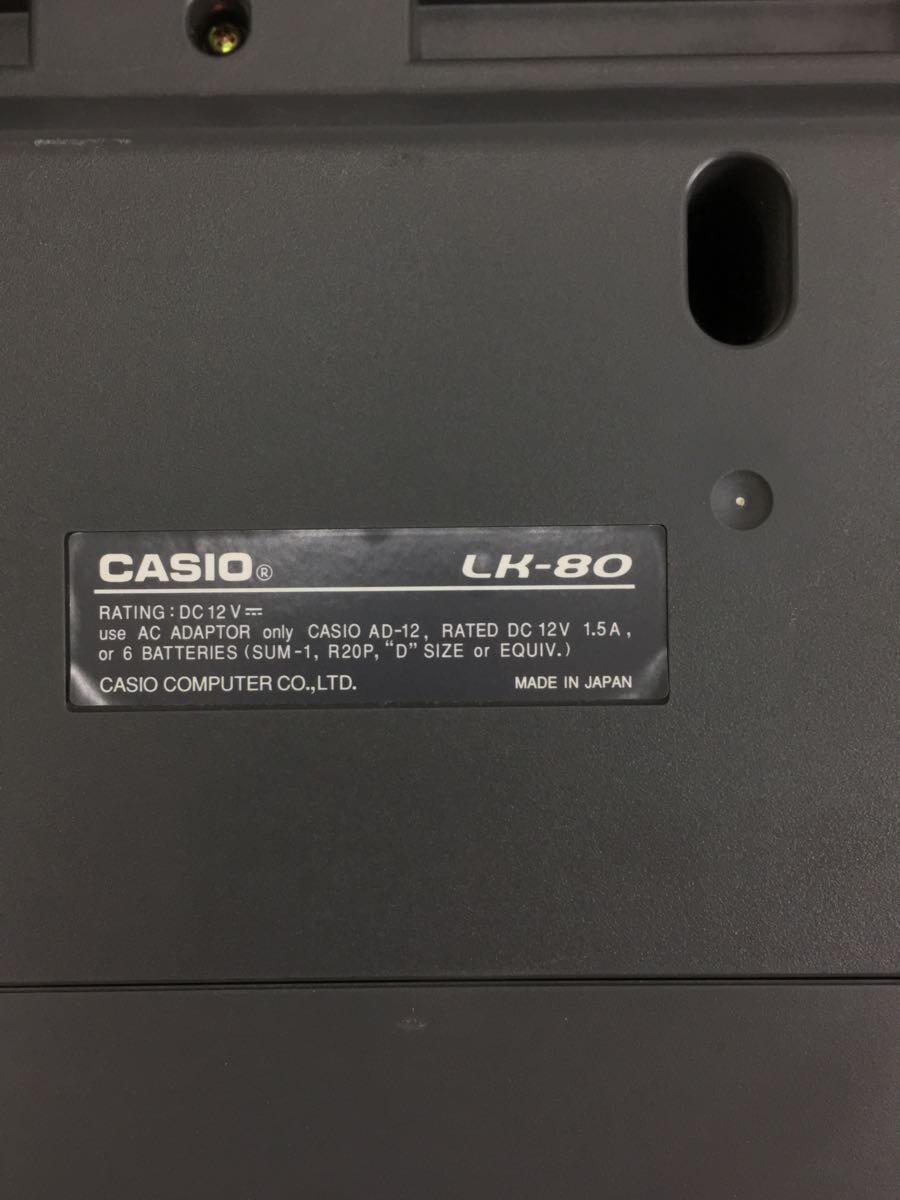 CASIO® LK-80
RATING : DC 12 V ⎓
use AC ADAPTOR only CASIO AD-12, RATED DC 12V 1.5A,
or 6 BATTERIES (SUM-1, R20P, “D” SIZE or EQUIV.)
CASIO COMPUTER CO.,LTD. MADE IN JAPAN